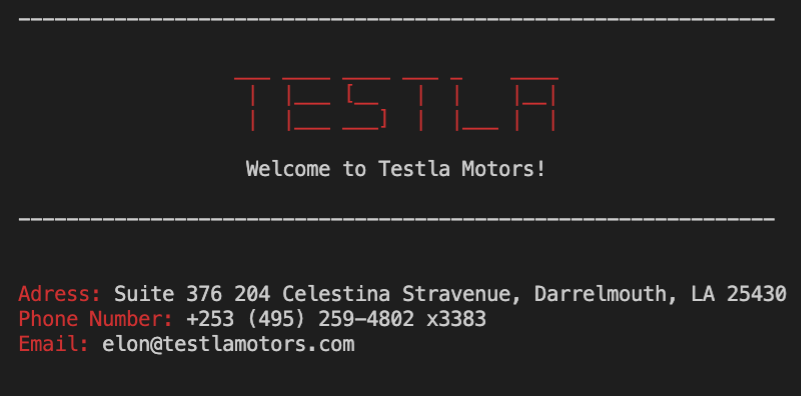 TESTLA
Welcome to Testla Motors!
Adress: Suite 376 204 Celestina Stravenue, Darrelmouth, LA 25430
Phone Number: +253 (495) 259-4802 x3383
Email: elon@testlamotors.com